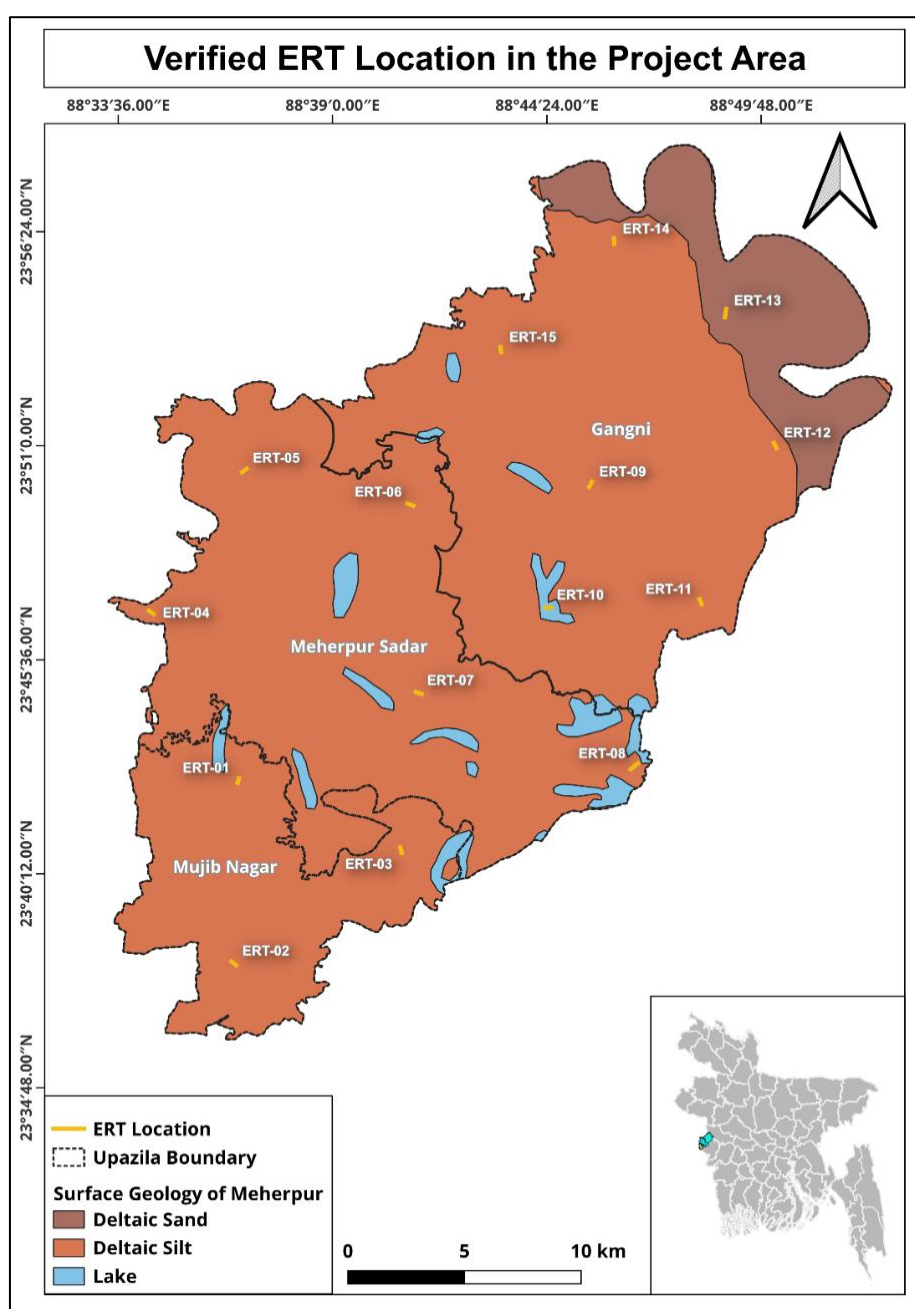 Verified ERT Location in the Project Area
88°33′36.00″E 88°39′0.00″E 88°44′24.00″E 88°49′48.00″E
23°56′24.00″N
23°51′0.00″N
23°45′36.00″N
23°40′12.00″N
23°34′48.00″N
ERT-14
ERT-13
ERT-15
Gangni
ERT-12
ERT-05
ERT-09
ERT-06
ERT-11
ERT-10
ERT-04
Meherpur Sadar
ERT-07
ERT-08
ERT-01
ERT-03
Mujib Nagar
ERT-02
ERT Location
Upazila Boundary
Surface Geology of Meherpur
Deltaic Sand
Deltaic Silt
Lake
0 5 10 km